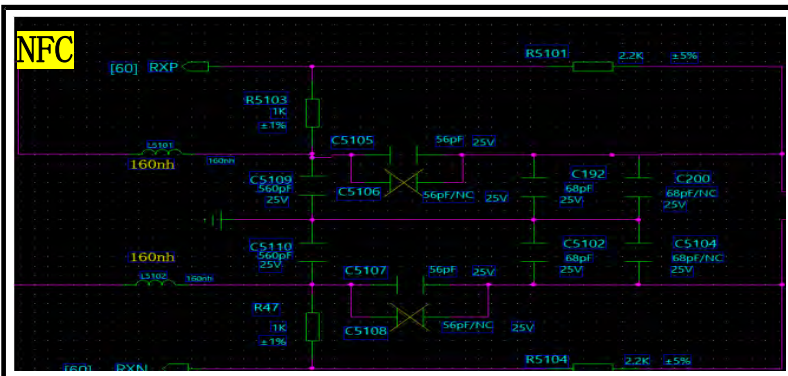 NFC
R5101 2.2K ±5%
[60] RXP
R5103
1K
±1%
C5105 56pF 25V
L5101
160nh 160nh
C5109
560pF
25V
C5106 56pF/NC 25V
C192
68pF
25V
C200
68pF/NC
25V
C5110
560pF
25V
160nh
L5102 160nh
C5107 56pF 25V
C5102
68pF
25V
C5104
68pF/NC
25V
R47
1K
±1%
C5108 56pF/NC 25V
R5104 2.2K ±5%
[60] RXN